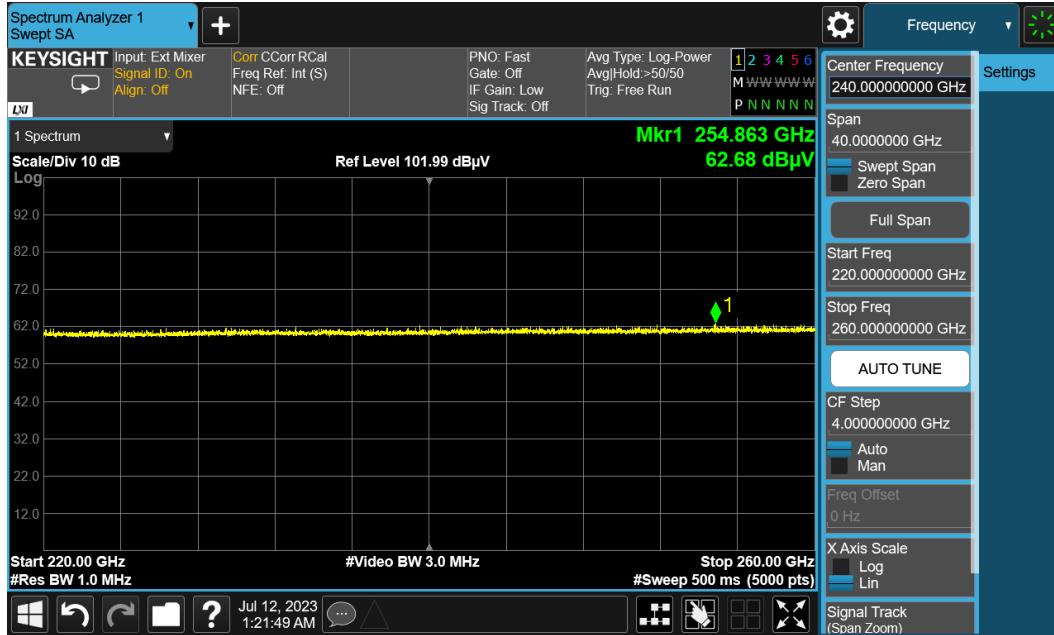 Spectrum Analyzer 1
Swept SA
+
Frequency
KEYSIGHT
LXI
Input: Ext Mixer
Signal ID: On
Align: Off
Corr CCorr RCal
Freq Ref: Int (S)
NFE: Off
PNO: Fast
Gate: Off
IF Gain: Low
Sig Track: Off
Avg Type: Log-Power
Avg|Hold:>50/50
Trig: Free Run
1 2 3 4 5 6
M W W W W W
P N N N N N
1 Spectrum
Mkr1 254.863 GHz
Scale/Div 10 dB
Ref Level 101.99 dBµV
62.68 dBµV
Log
92.0
82.0
72.0
62.0
52.0
42.0
32.0
22.0
12.0
1
Start 220.00 GHz
#Video BW 3.0 MHz
Stop 260.00 GHz
#Res BW 1.0 MHz
#Sweep 500 ms (5000 pts)
?
Jul 12, 2023
1:21:49 AM
Center Frequency
240.000000000 GHz
Settings
Span
40.0000000 GHz
Swept Span
Zero Span
Full Span
Start Freq
220.000000000 GHz
Stop Freq
260.000000000 GHz
AUTO TUNE
CF Step
4.000000000 GHz
Auto
Man
Freq Offset
0 Hz
X Axis Scale
Log
Lin
Signal Track
(Span Zoom)